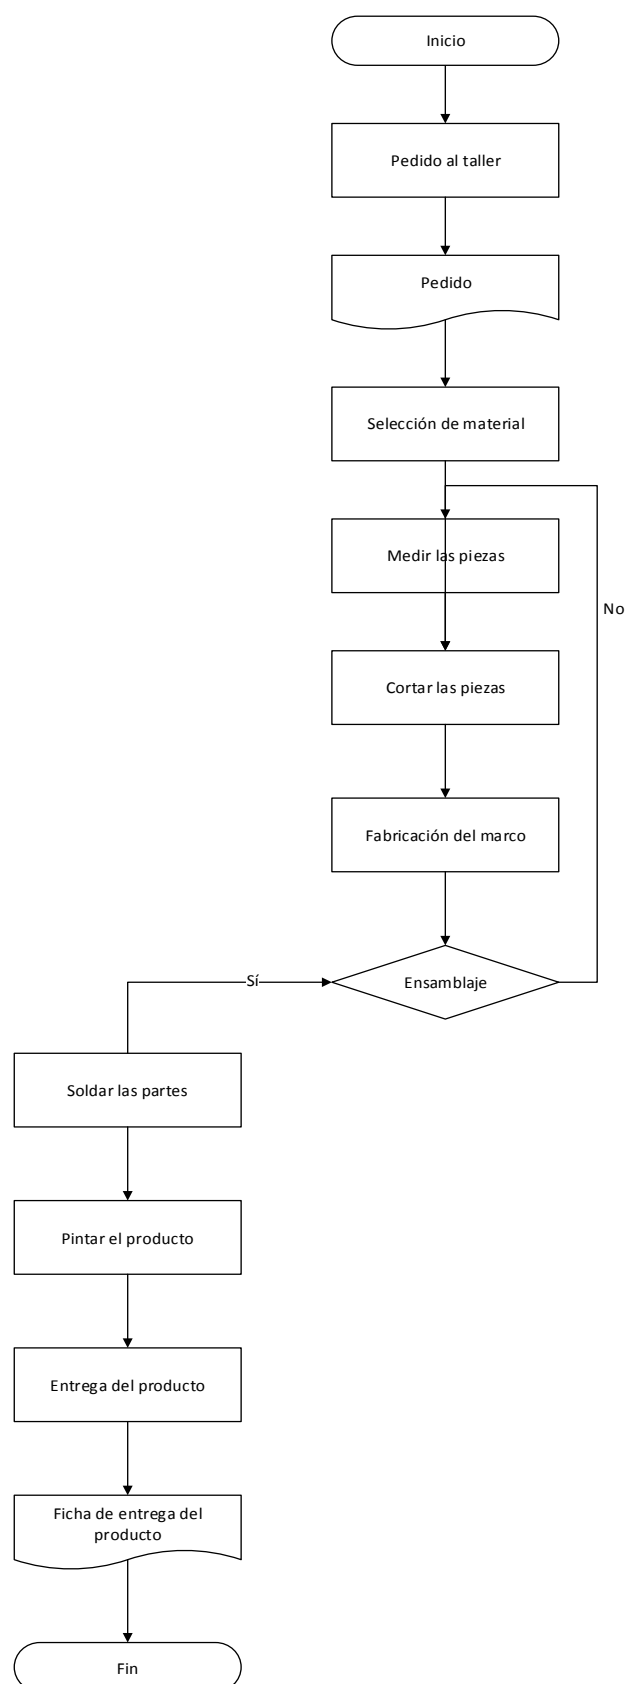 Inicio
Pedido al taller
Pedido
Selección de material
Medir las piezas
No
Cortar las piezas
Fabricación del marco
Sí
Ensamblaje
Soldar las partes
Pintar el producto
Entrega del producto
Ficha de entrega del
producto
Fin